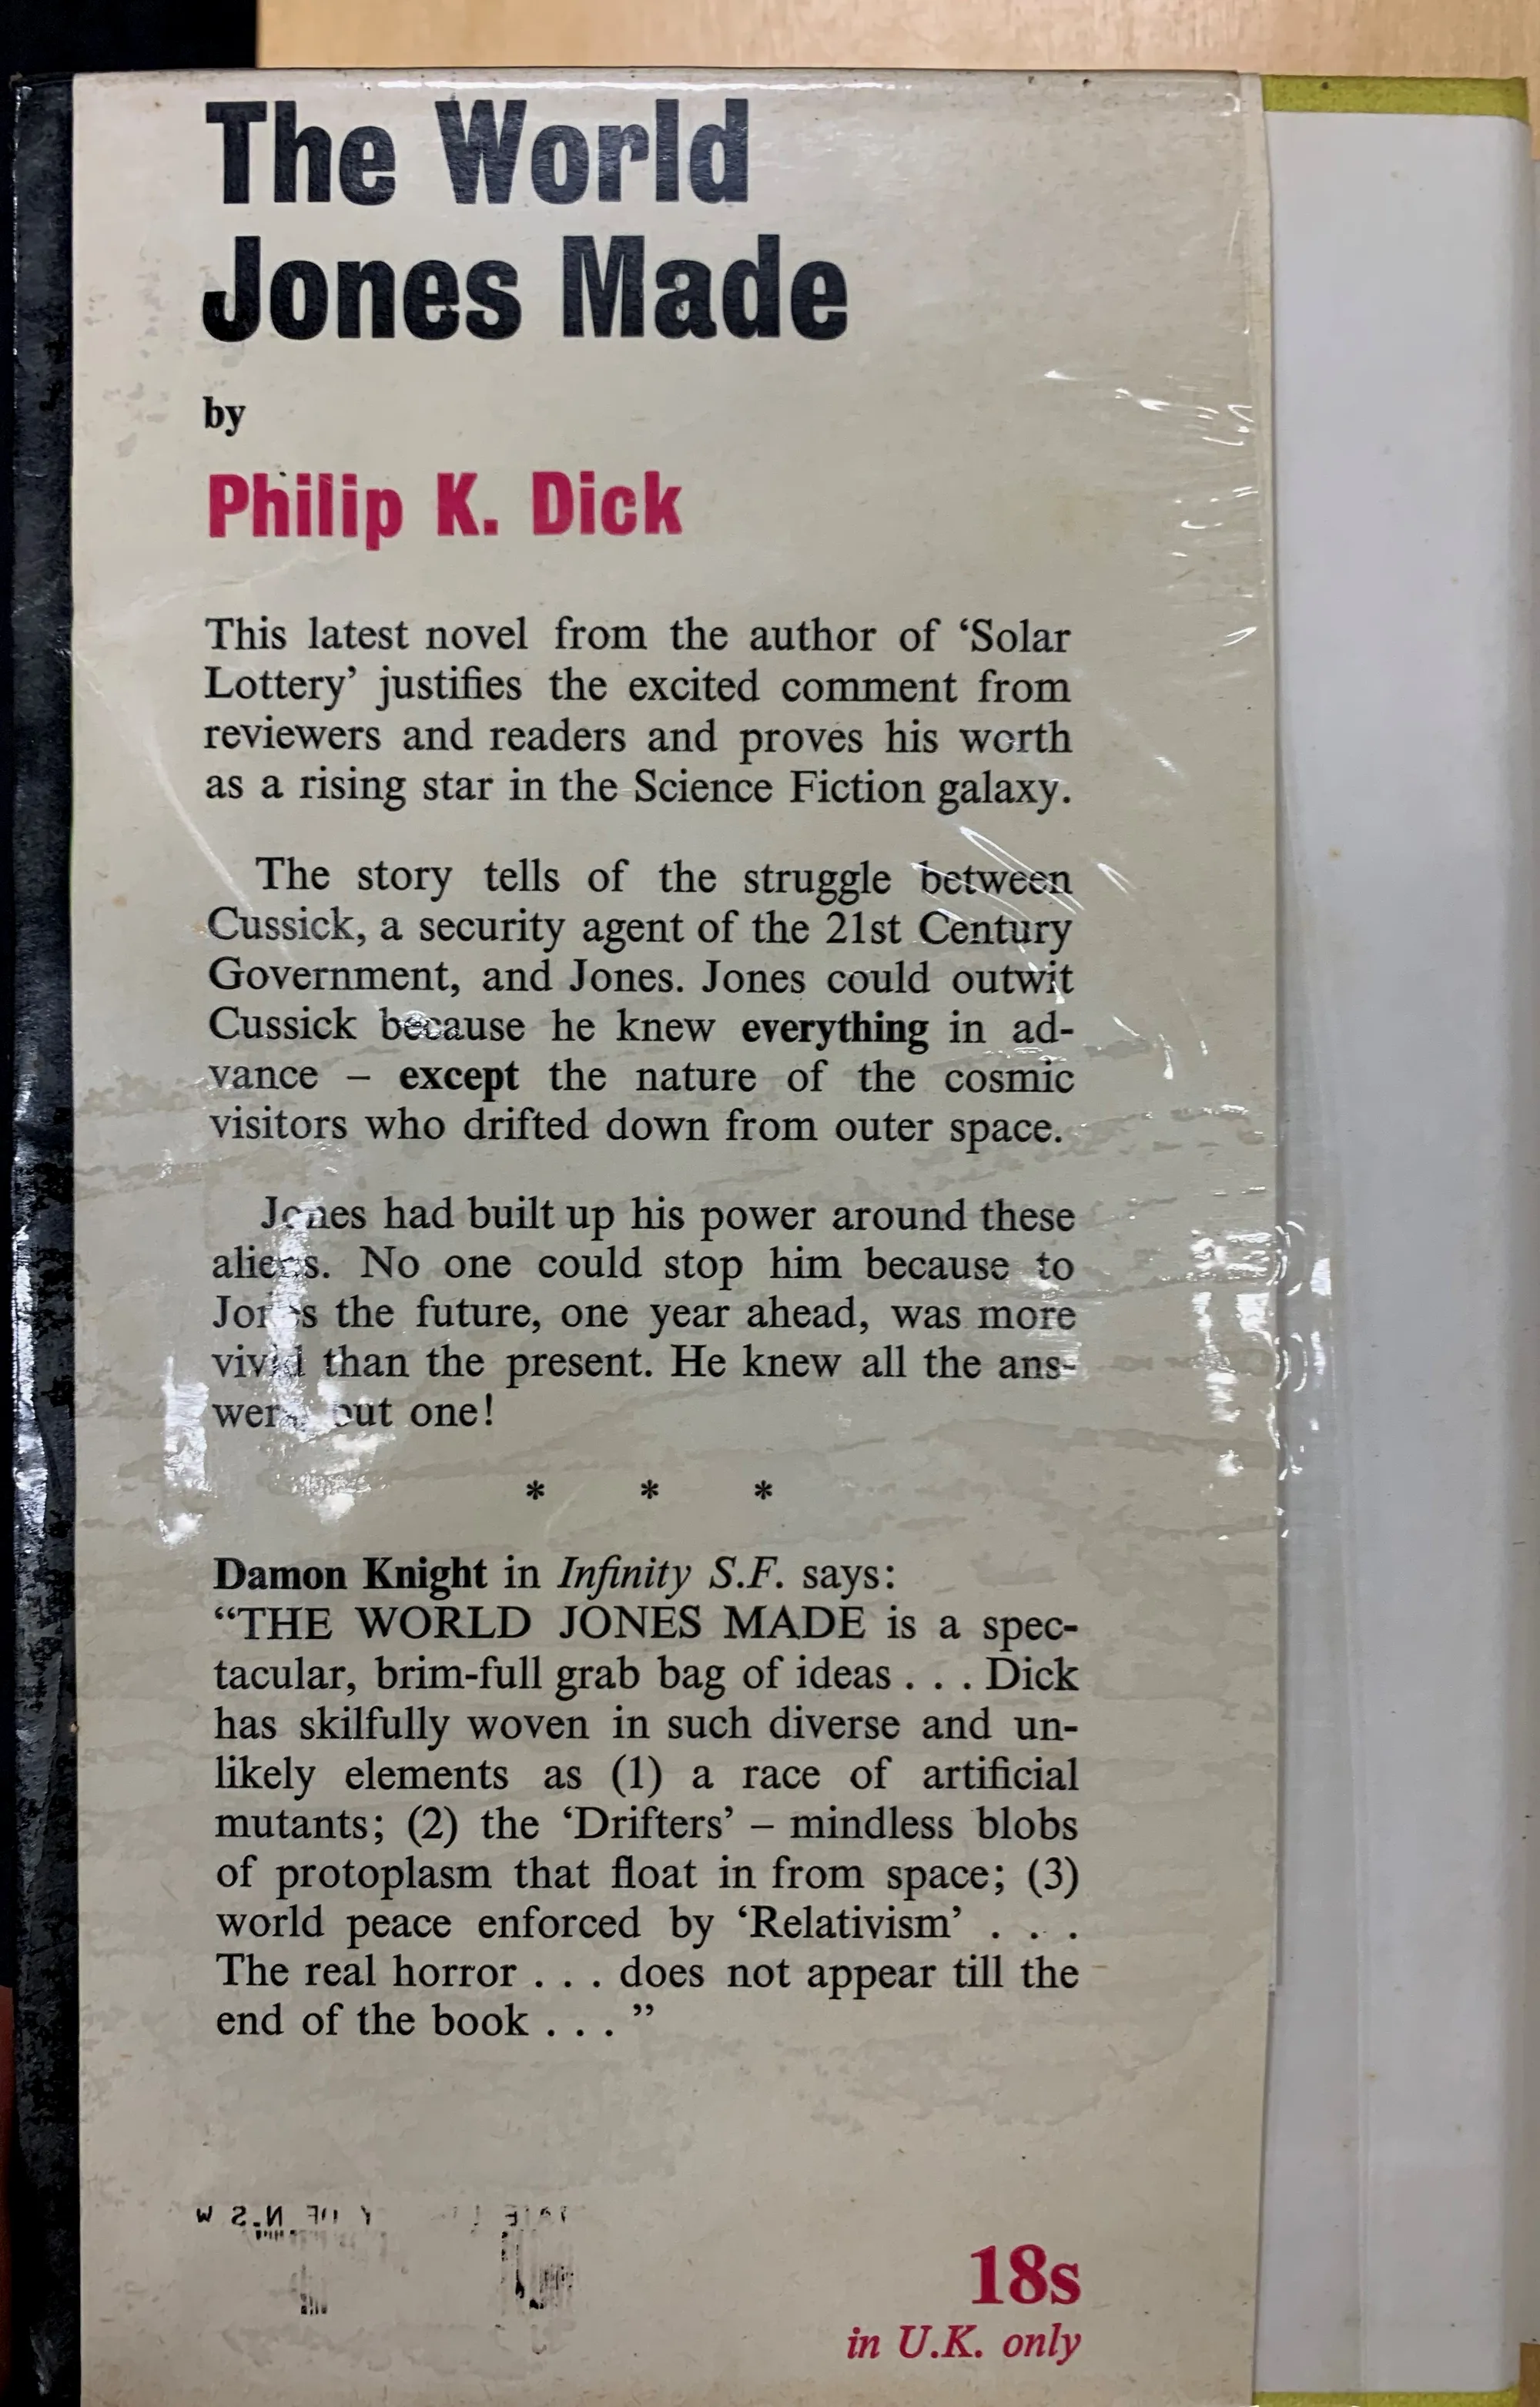 The World
Jones Made
by
Philip K. Dick
This latest novel from the author of ‘Solar
Lottery’ justifies the excited comment from
reviewers and readers and proves his worth
as a rising star in the Science Fiction galaxy.
The story tells of the struggle between
Cussick, a security agent of the 21st Century
Government, and Jones. Jones could outwit
Cussick because he knew everything in ad-
vance – except the nature of the cosmic
visitors who drifted down from outer space.
Jones had built up his power around these
aliens. No one could stop him because to
Jones the future, one year ahead, was more
vivid than the present. He knew all the ans-
wers but one!
* * *
Damon Knight in Infinity S.F. says:
“THE WORLD JONES MADE is a spec-
tacular, brim-full grab bag of ideas . . . Dick
has skilfully woven in such diverse and un-
likely elements as (1) a race of artificial
mutants; (2) the ‘Drifters’ – mindless blobs
of protoplasm that float in from space; (3)
world peace enforced by ‘Relativism’ . . .
The real horror . . . does not appear till the
end of the book . . . ”
18s
in U.K. only